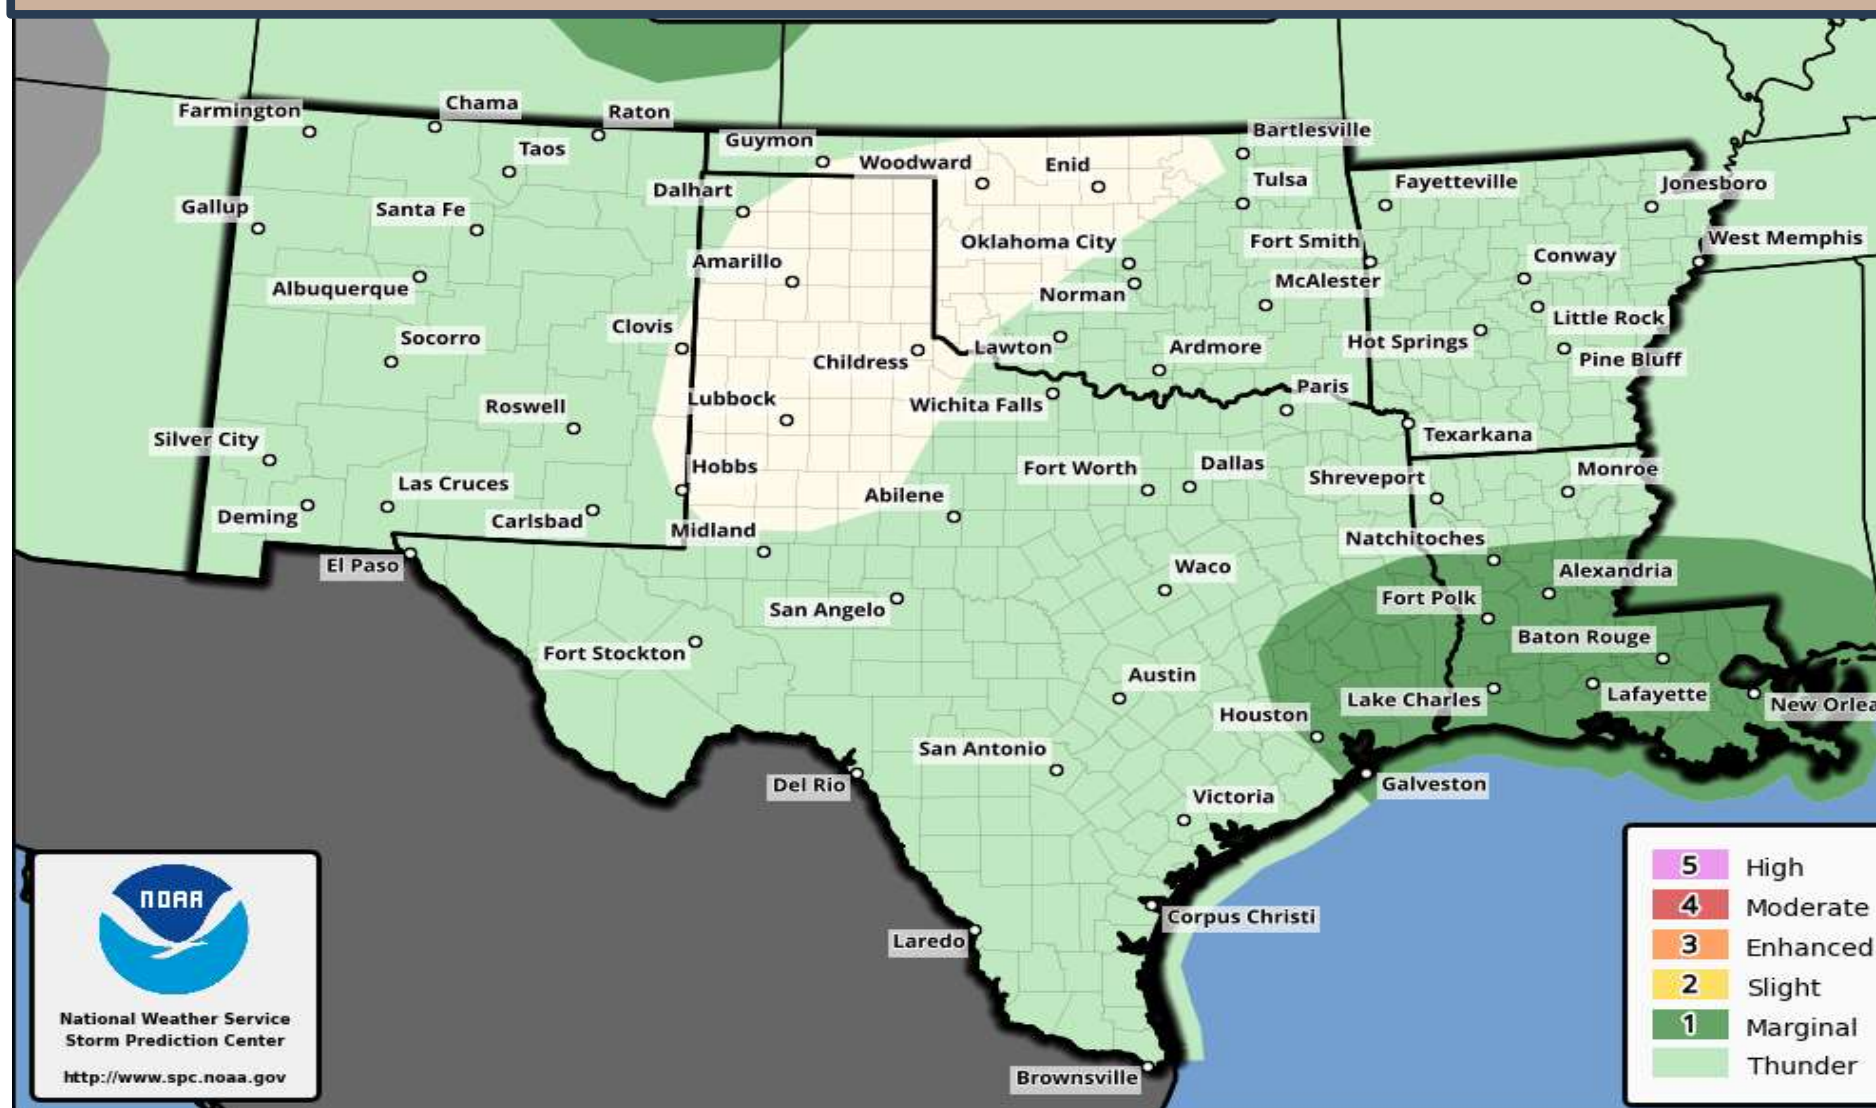 Farmington
Chama
Raton
Taos
Guymon
Woodward
Enid
Bartlesville
Dalhart
Tulsa
Fayetteville
Jonesboro
Gallup
Santa Fe
Oklahoma City
Fort Smith
Conway
West Memphis
Amarillo
Albuquerque
Norman
McAlester
Little Rock
Clovis
Socorro
Childress
Lawton
Ardmore
Hot Springs
Pine Bluff
Roswell
Lubbock
Wichita Falls
Paris
Silver City
Texarkana
Hobbs
Fort Worth
Dallas
Shreveport
Monroe
Las Cruces
Deming
Carlsbad
Abilene
Midland
Natchitoches
El Paso
Waco
Alexandria
San Angelo
Fort Polk
Fort Stockton
Baton Rouge
Austin
Houston
Lake Charles
Lafayette
New Orlea
San Antonio
Del Rio
Galveston
Victoria
Corpus Christi
Laredo
Brownsville
NOAA
National Weather Service
Storm Prediction Center
http://www.spc.noaa.gov
5 High
4 Moderate
3 Enhanced
2 Slight
1 Marginal
Thunder